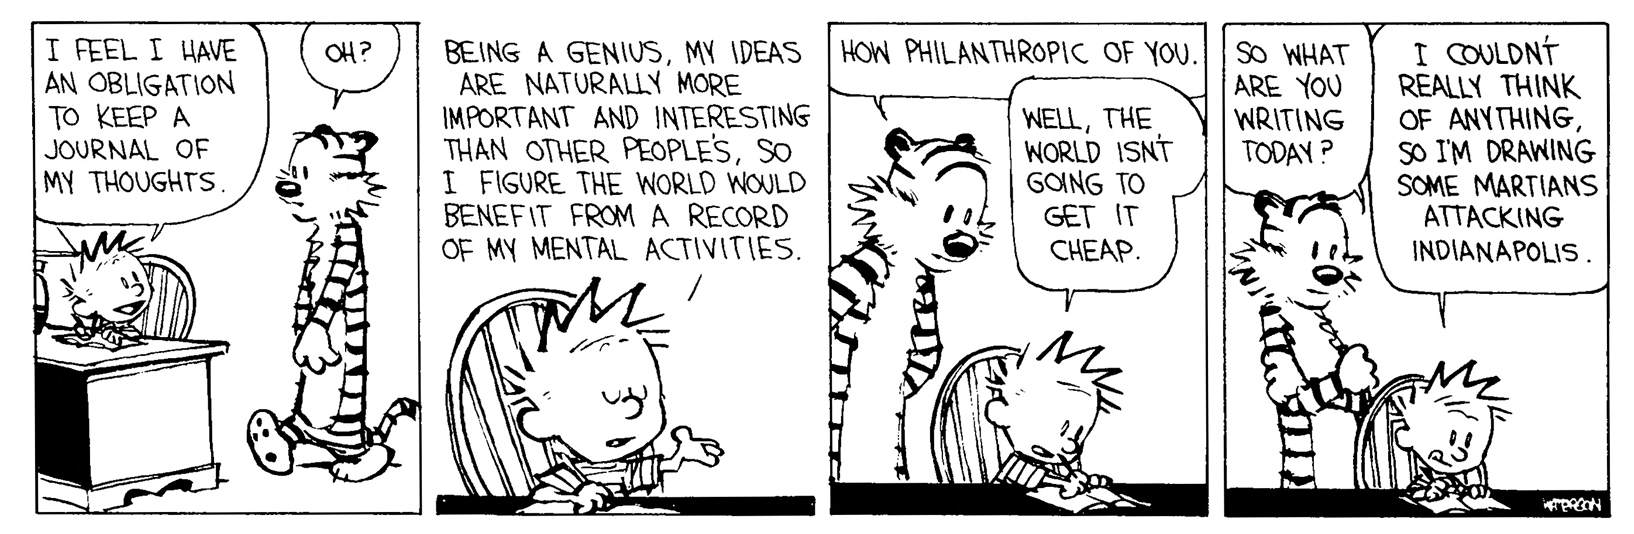 I FEEL I HAVE
AN OBLIGATION
TO KEEP A
JOURNAL OF
MY THOUGHTS.
OH?
BEING A GENIUS, MY IDEAS
ARE NATURALLY MORE
IMPORTANT AND INTERESTING
THAN OTHER PEOPLE'S, SO
I FIGURE THE WORLD WOULD
BENEFIT FROM A RECORD
OF MY MENTAL ACTIVITIES.
HOW PHILANTHROPIC OF YOU.
WELL, THE
WORLD ISN'T
GOING TO
GET IT
CHEAP.
SO WHAT
ARE YOU
WRITING
TODAY?
I COULDN'T
REALLY THINK
OF ANYTHING,
SO I'M DRAWING
SOME MARTIANS
ATTACKING
INDIANAPOLIS.
WATTERSON